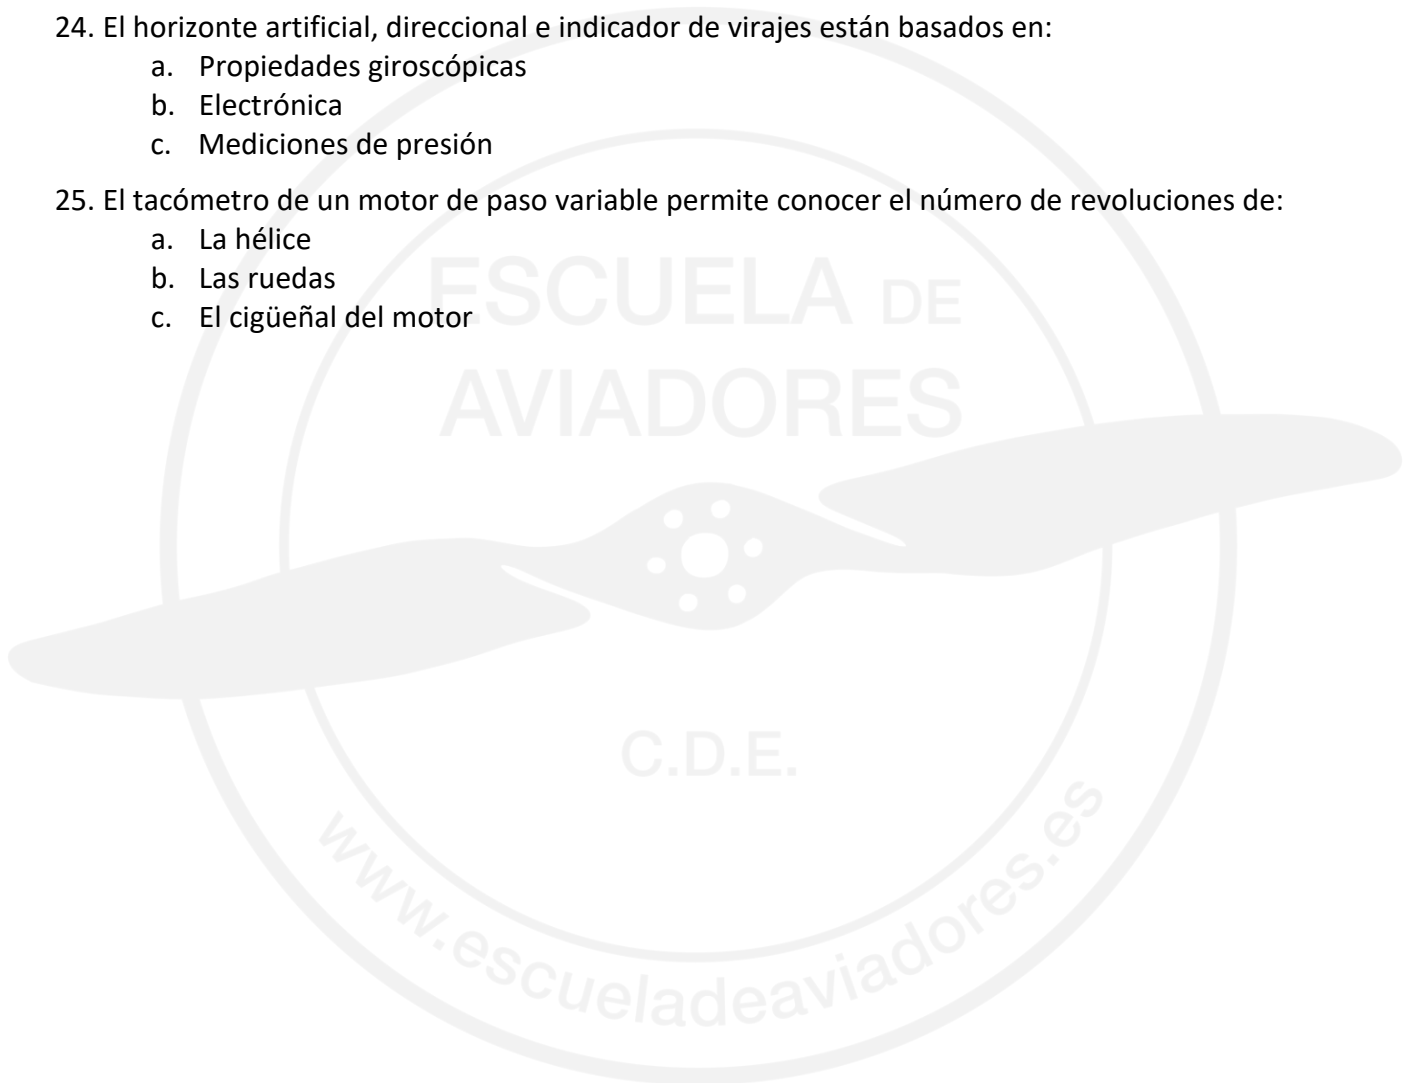 24. El horizonte artificial, direccional e indicador de virajes están basados en:
a. Propiedades giroscópicas
b. Electrónica
c. Mediciones de presión
25. El tacómetro de un motor de paso variable permite conocer el número de revoluciones de:
a. La hélice
b. Las ruedas
c. El cigüeñal del motor
ESCUELA DE
AVIADORES
C.D.E.
www.escueladeaviadores.es